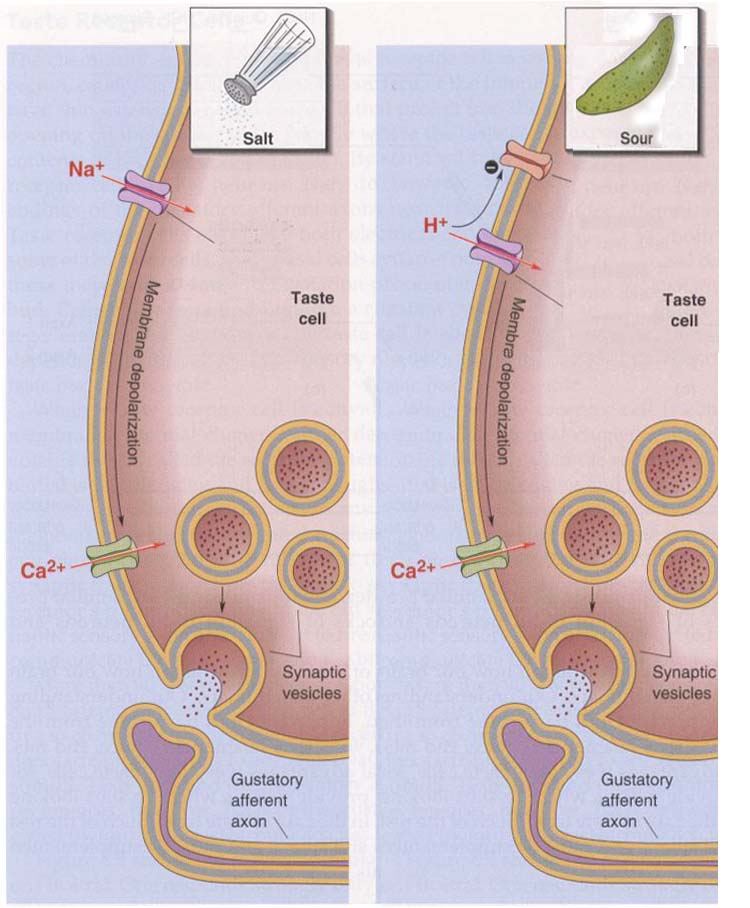 Salt
Na+
Membrane depolarization
Taste
cell
Ca2+
Synaptic
vesicles
Gustatory
afferent
axon
Sour
H+
Membra depolarization
Taste
cell
Ca2+
Synaptic
vesicles
Gustatory
afferent
axon